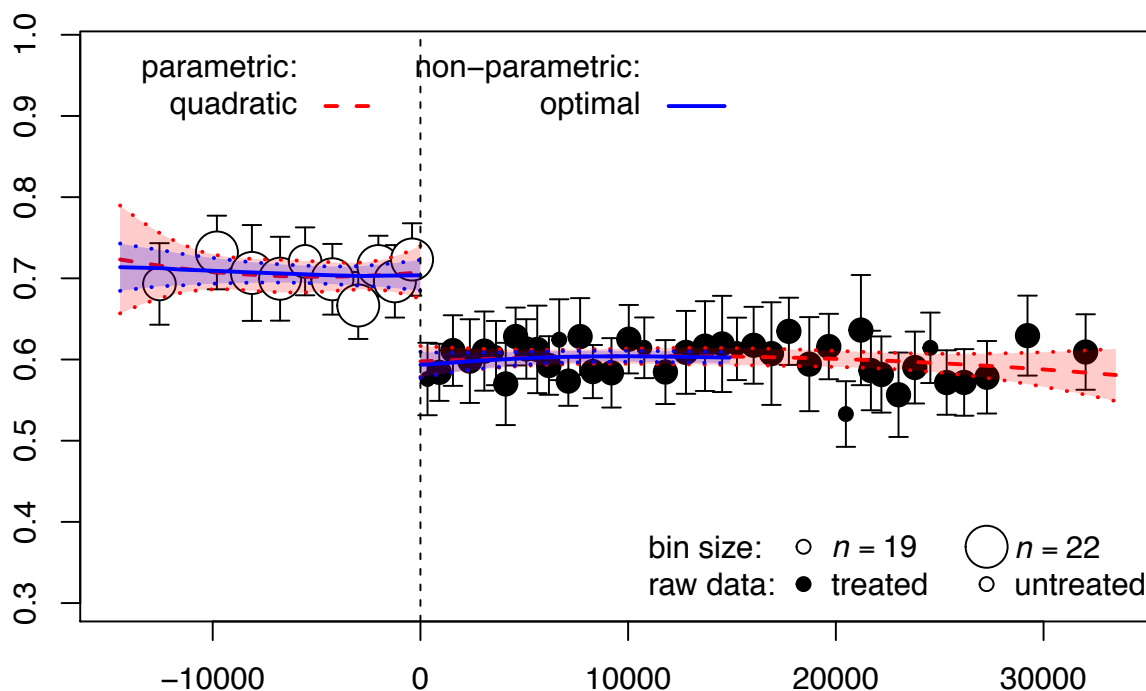 1.0
0.9
0.8
0.7
0.6
0.5
0.4
0.3
parametric: non−parametric:
quadratic optimal
bin size: n = 19 n = 22
raw data: treated untreated
−10000 0 10000 20000 30000